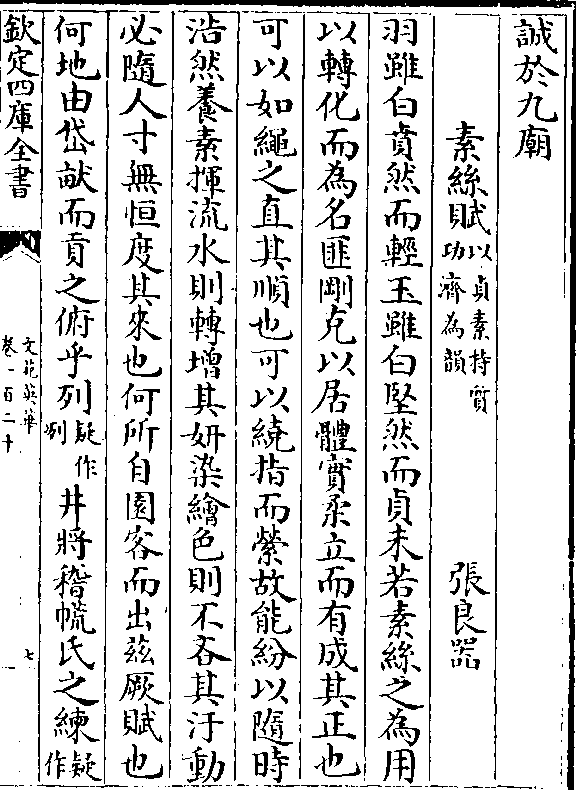 誠於九廟
素絲賦以貞素持質功濟為韻 張良器
羽雖白賁然而輕玉雖白堅然而貞未若素絲之為用
以轉化而為名匪剛克以居體實柔立而有成其正也
可以如繩之直其順也可以繞指而縈故能紛以隨時
浩然養素揮流水則轉增其妍染繪色則不吝其汙動
必隨人寸無恒度其來也何所自園客而出茲厥賦也
何地由岱畎而貢之俯乎列疑作冽井將稽㡆氏之練疑作
欽定四庫全書
文苑英華
卷一百二十
七